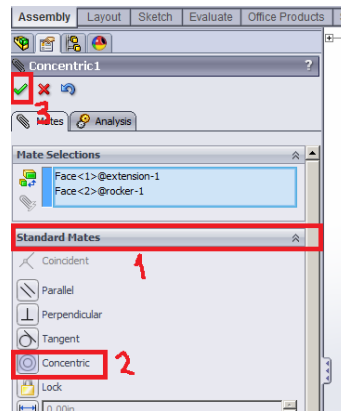 Assembly Layout Sketch Evaluate Office Products
Concentric1 ?
3
Mates Analysis
Mate Selections
Face<1>@extension-1
Face<2>@rocker-1
Standard Mates
1
Coincident
Parallel
Perpendicular
Tangent
Concentric 2
Lock
0.00in